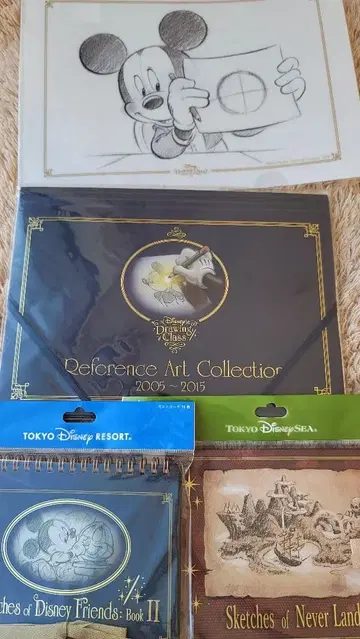 Disney's
Drawing
Class
Reference Art Collection
2005~2015
TOKYO Disney RESORT®
TOKYO DisneySEA®
ches of Disney Friends: Book II
Sketches of Never Land